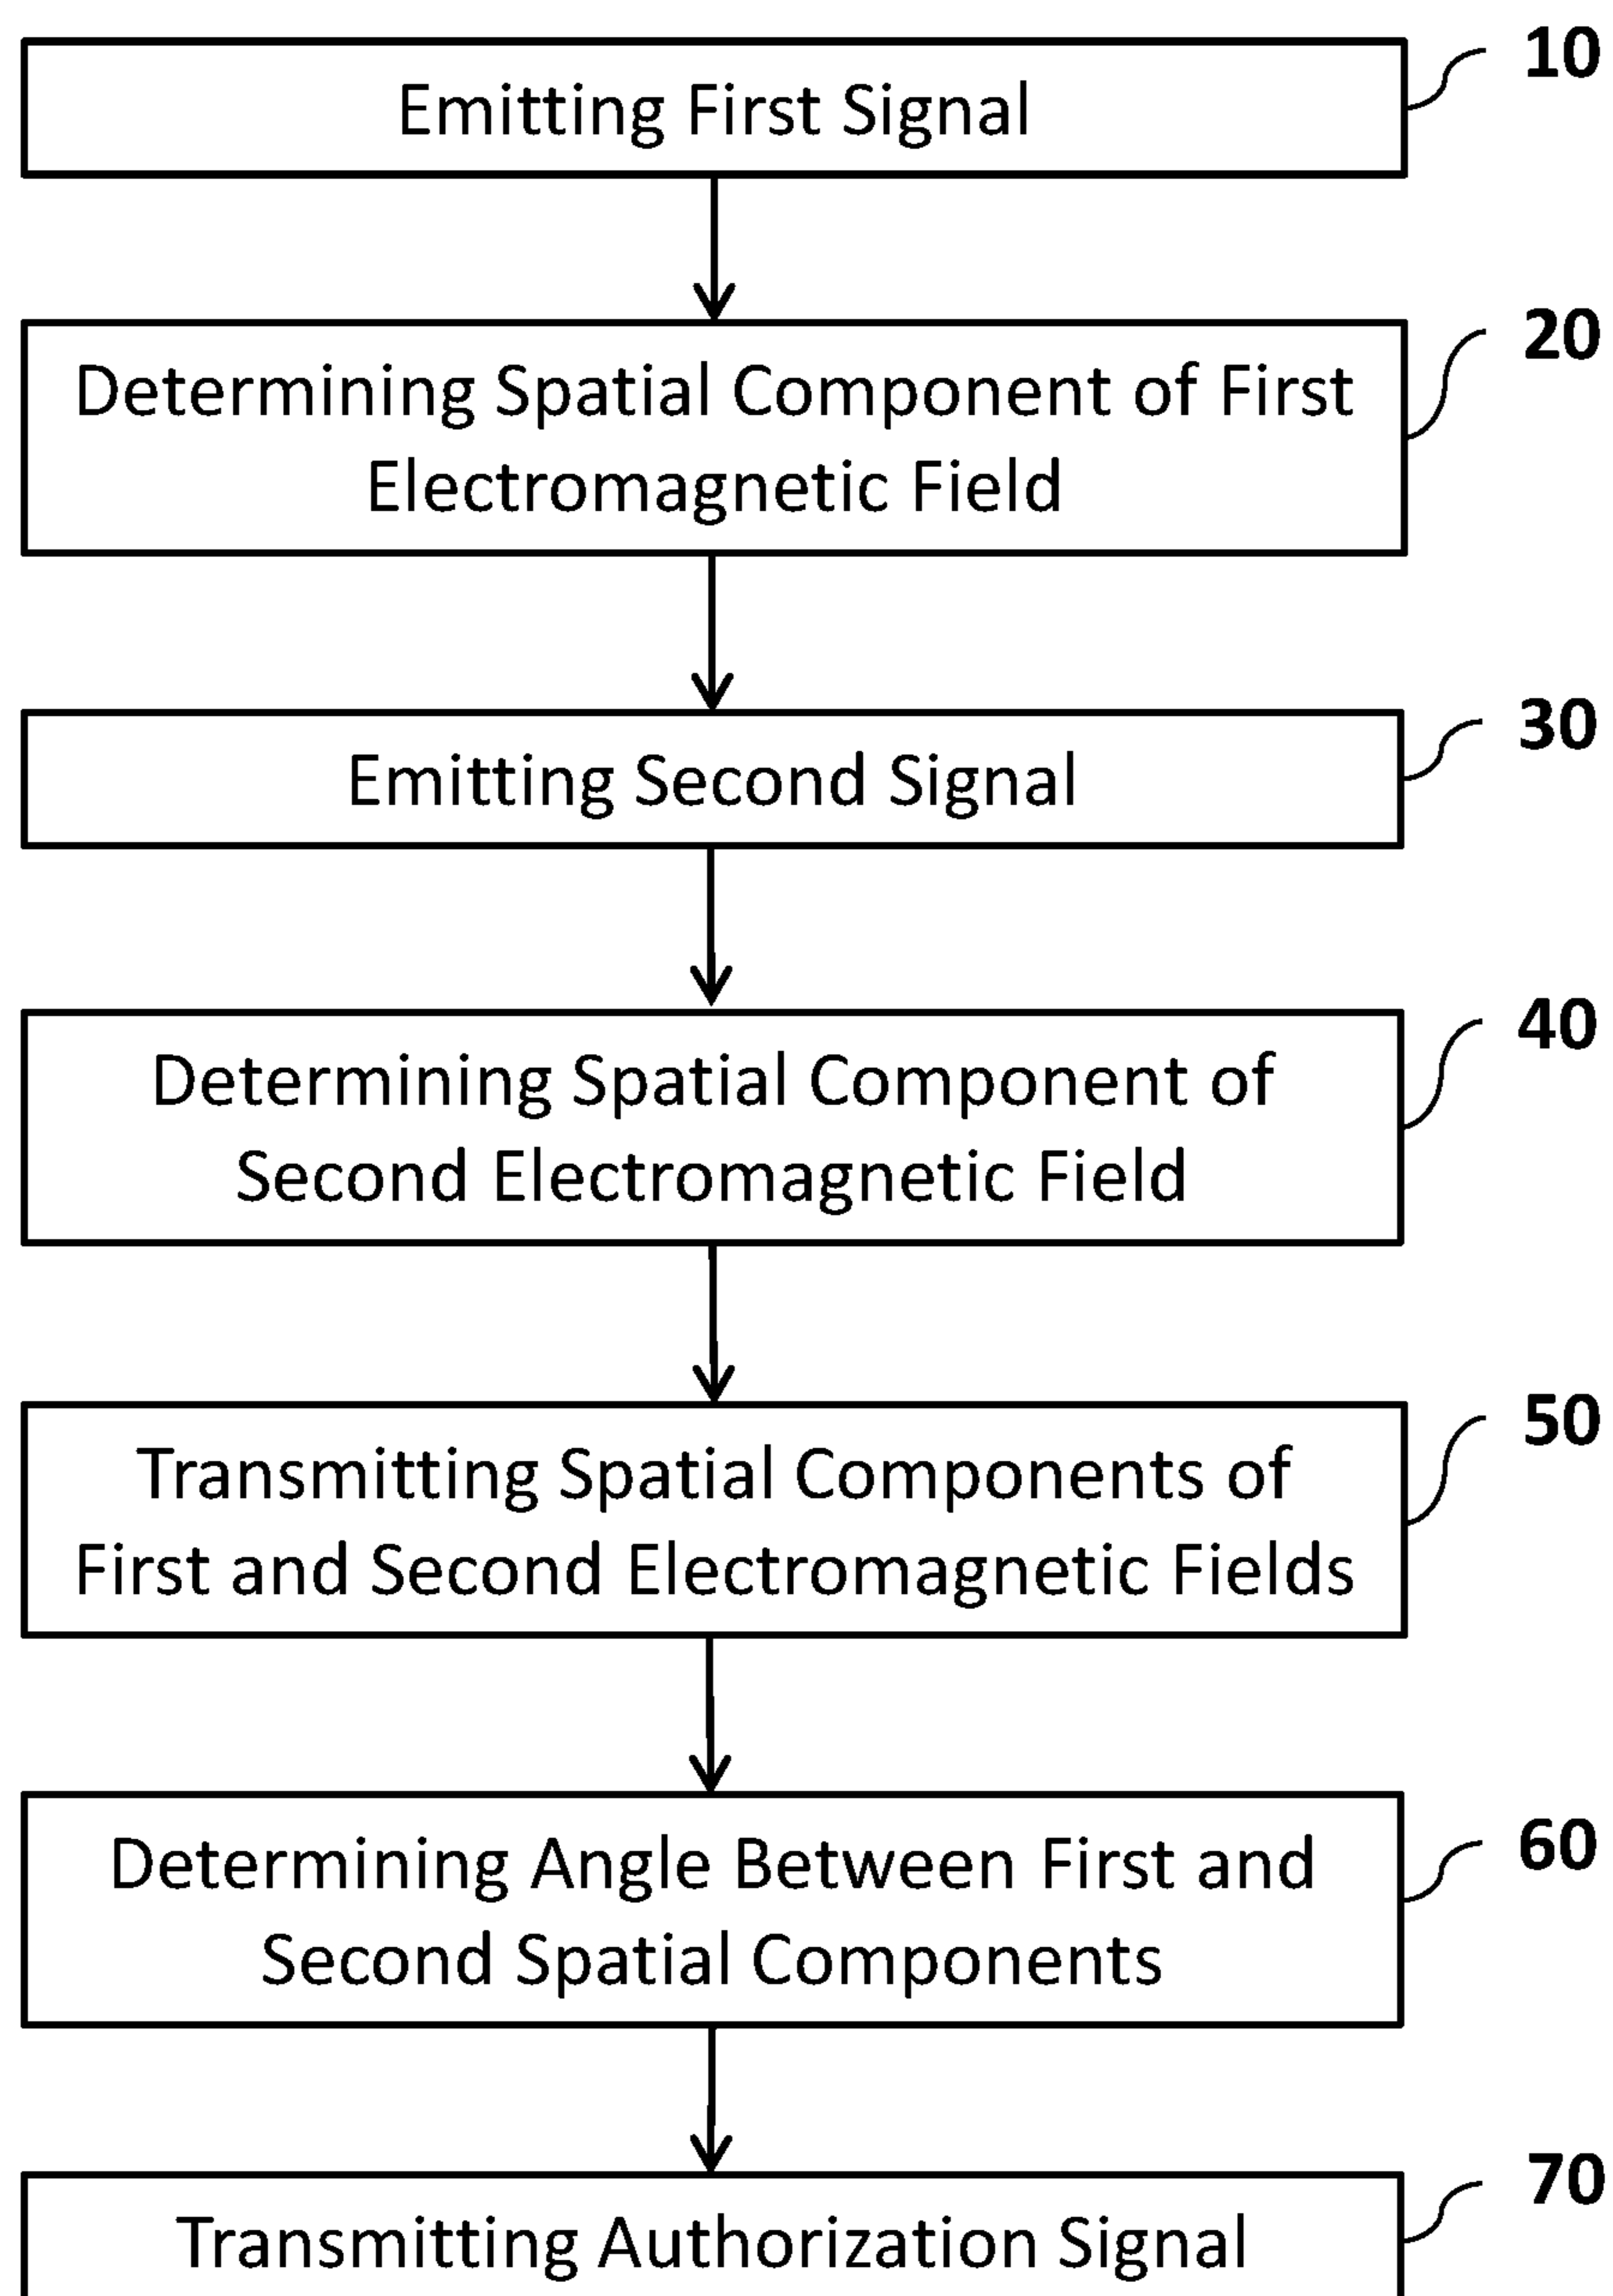 10
Emitting First Signal
20
Determining Spatial Component of First
Electromagnetic Field
30
Emitting Second Signal
40
Determining Spatial Component of
Second Electromagnetic Field
50
Transmitting Spatial Components of
First and Second Electromagnetic Fields
60
Determining Angle Between First and
Second Spatial Components
70
Transmitting Authorization Signal